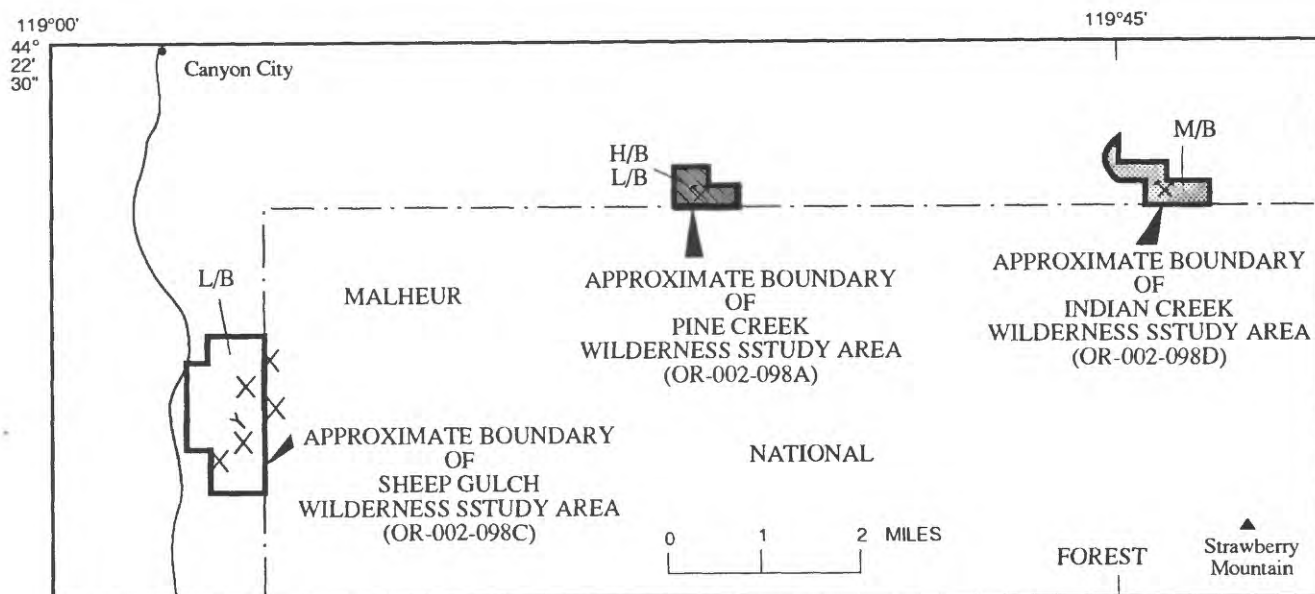 119°00'
119°45'
44°
22'
30"
Canyon City
H/B
L/B
M/B
L/B
MALHEUR
APPROXIMATE BOUNDARY
OF
PINE CREEK
WILDERNESS SSTUDY AREA
(OR-002-098A)
APPROXIMATE BOUNDARY
OF
INDIAN CREEK
WILDERNESS SSTUDY AREA
(OR-002-098D)
APPROXIMATE BOUNDARY
OF
SHEEP GULCH
WILDERNESS SSTUDY AREA
(OR-002-098C)
NATIONAL
0 1 2 MILES
FOREST
Strawberry
Mountain